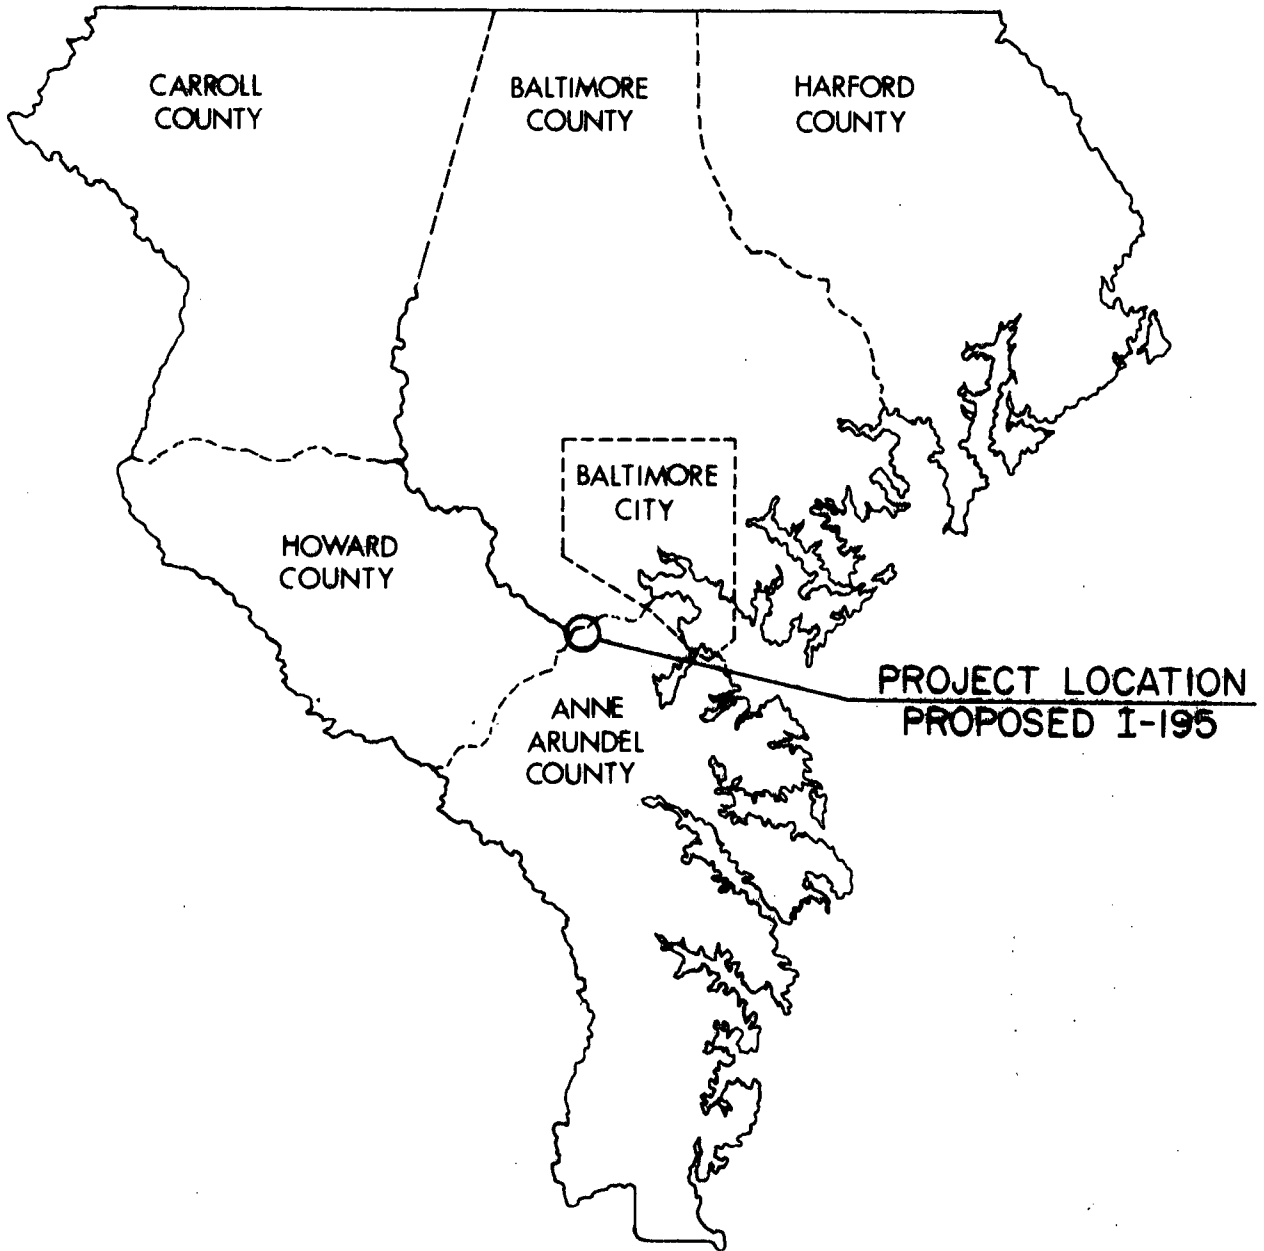 CARROLL
COUNTY
BALTIMORE
COUNTY
HARFORD
COUNTY
BALTIMORE
CITY
HOWARD
COUNTY
PROJECT LOCATION
PROPOSED I-195
ANNE
ARUNDEL
COUNTY